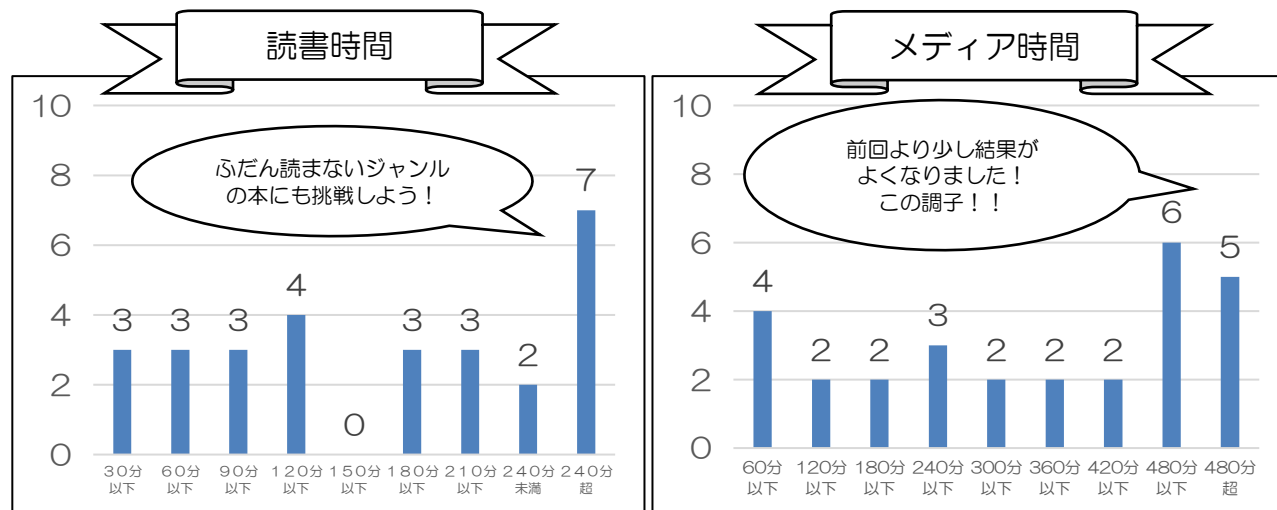 読書時間
10
8
6
4
2
0
ふだん読まないジャンル
の本にも挑戦しよう！
3
3
3
4
0
3
3
2
7
３０分
以下
６０分
以下
９０分
以下
１２０分
以下
１５０分
以下
１８０分
以下
２１０分
以下
２４０分
未満
２４０分
超
メディア時間
10
8
6
4
2
0
前回より少し結果が
よくなりました！
この調子！！
4
2
2
3
2
2
2
6
5
60分
以下
120分
以下
180分
以下
240分
以下
300分
以下
360分
以下
420分
以下
480分
以下
480分
超